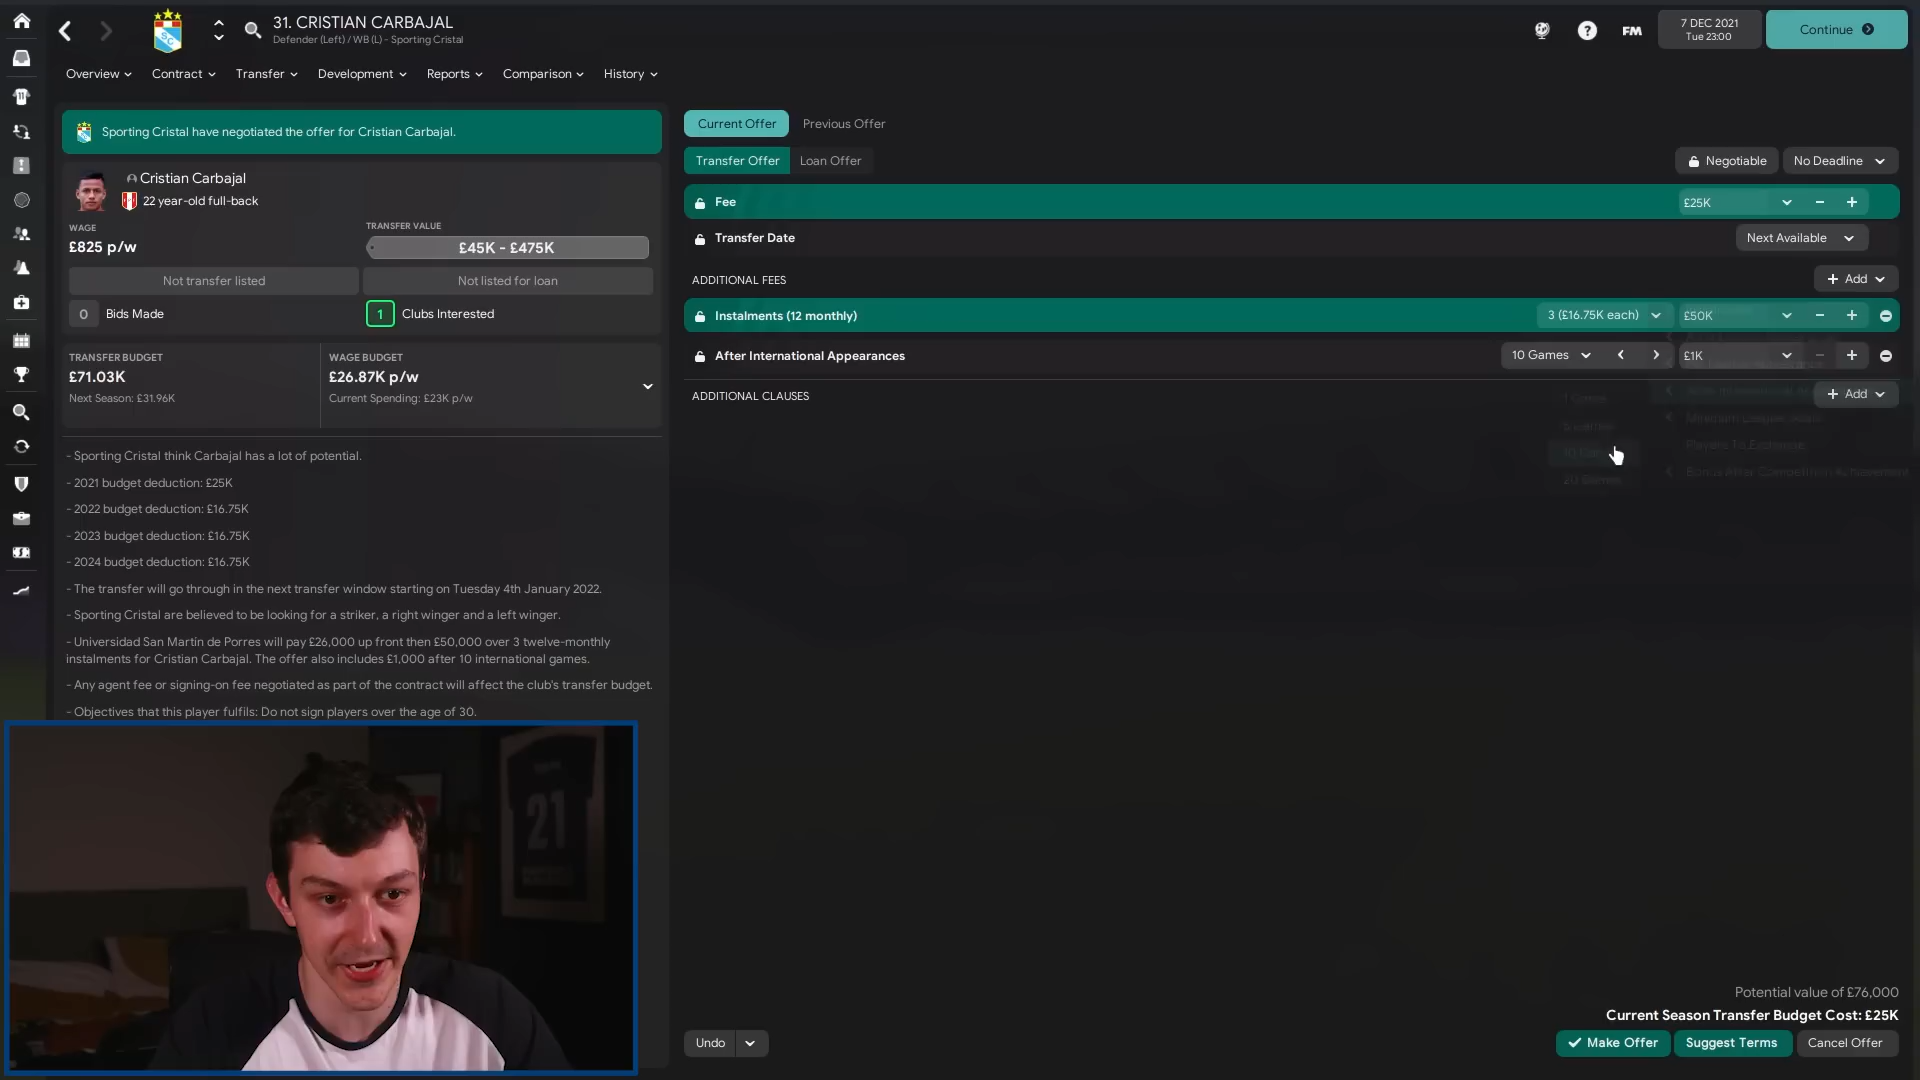 31. CRISTIAN CARBAJAL
Defender (Left) / WB (L) - Sporting Cristal
FM
7 DEC 2021
Tue 23:00
Continue
Overview
Contract
Transfer
Development
Reports
Comparison
History
Sporting Cristal have negotiated the offer for Cristian Carbajal.
Cristian Carbajal
22 year-old full-back
WAGE
£825 p/w
TRANSFER VALUE
£45K - £475K
Not transfer listed
Not listed for loan
0 Bids Made
1 Clubs Interested
TRANSFER BUDGET
£71.03K
Next Season: £31.96K
WAGE BUDGET
£26.87K p/w
Current Spending: £23K p/w
- Sporting Cristal think Carbajal has a lot of potential.
- 2021 budget deduction: £25K
- 2022 budget deduction: £16.75K
- 2023 budget deduction: £16.75K
- 2024 budget deduction: £16.75K
- The transfer will go through in the next transfer window starting on Tuesday 4th January 2022.
- Sporting Cristal are believed to be looking for a striker, a right winger and a left winger.
- Universidad San Martín de Porres will pay £26,000 up front then £50,000 over 3 twelve-monthly
instalments for Cristian Carbajal. The offer also includes £1,000 after 10 international games.
- Any agent fee or signing-on fee negotiated as part of the contract will affect the club's transfer budget.
- Objectives that this player fulfils: Do not sign players over the age of 30.
21
Current Offer
Previous Offer
Transfer Offer
Loan Offer
Negotiable
No Deadline
Fee
£25K
Transfer Date
Next Available
ADDITIONAL FEES
+ Add
Instalments (12 monthly)
3 (£16.75K each)
£50K
After International Appearances
10 Games
£1K
ADDITIONAL CLAUSES
+ Add
5 Games
20 Games
Players To Exchange
Potential value of £76,000
Current Season Transfer Budget Cost: £25K
Undo
Make Offer
Suggest Terms
Cancel Offer